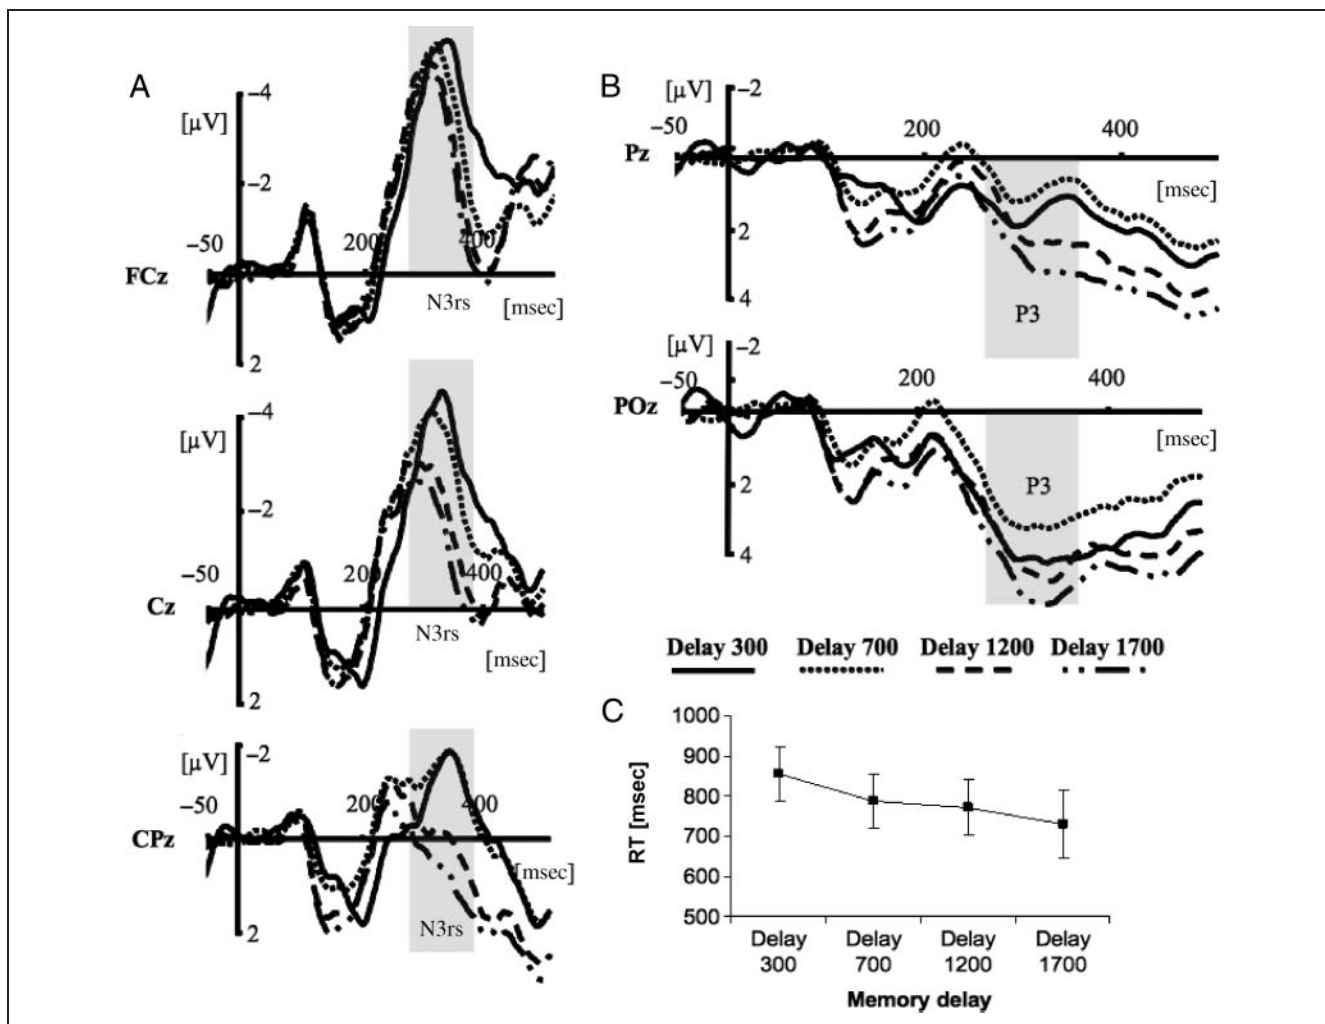 A
−4
[μV]
−2
−50
200
400
FCz
N3rs
[msec]
2
−4
[μV]
−2
−50
200
400
Cz
N3rs
[msec]
2
−2
[μV]
−50
200
400
CPz
[msec]
N3rs
2
B
−2
[μV]
−50
200
400
Pz
[msec]
2
4
P3
[μV]
−2
−50
200
400
POz
[msec]
2
P3
4
Delay 300 Delay 700 Delay 1200 Delay 1700
C
1000
900
800
700
600
500
RT [msec]
Delay Delay Delay Delay
300 700 1200 1700
Memory delay